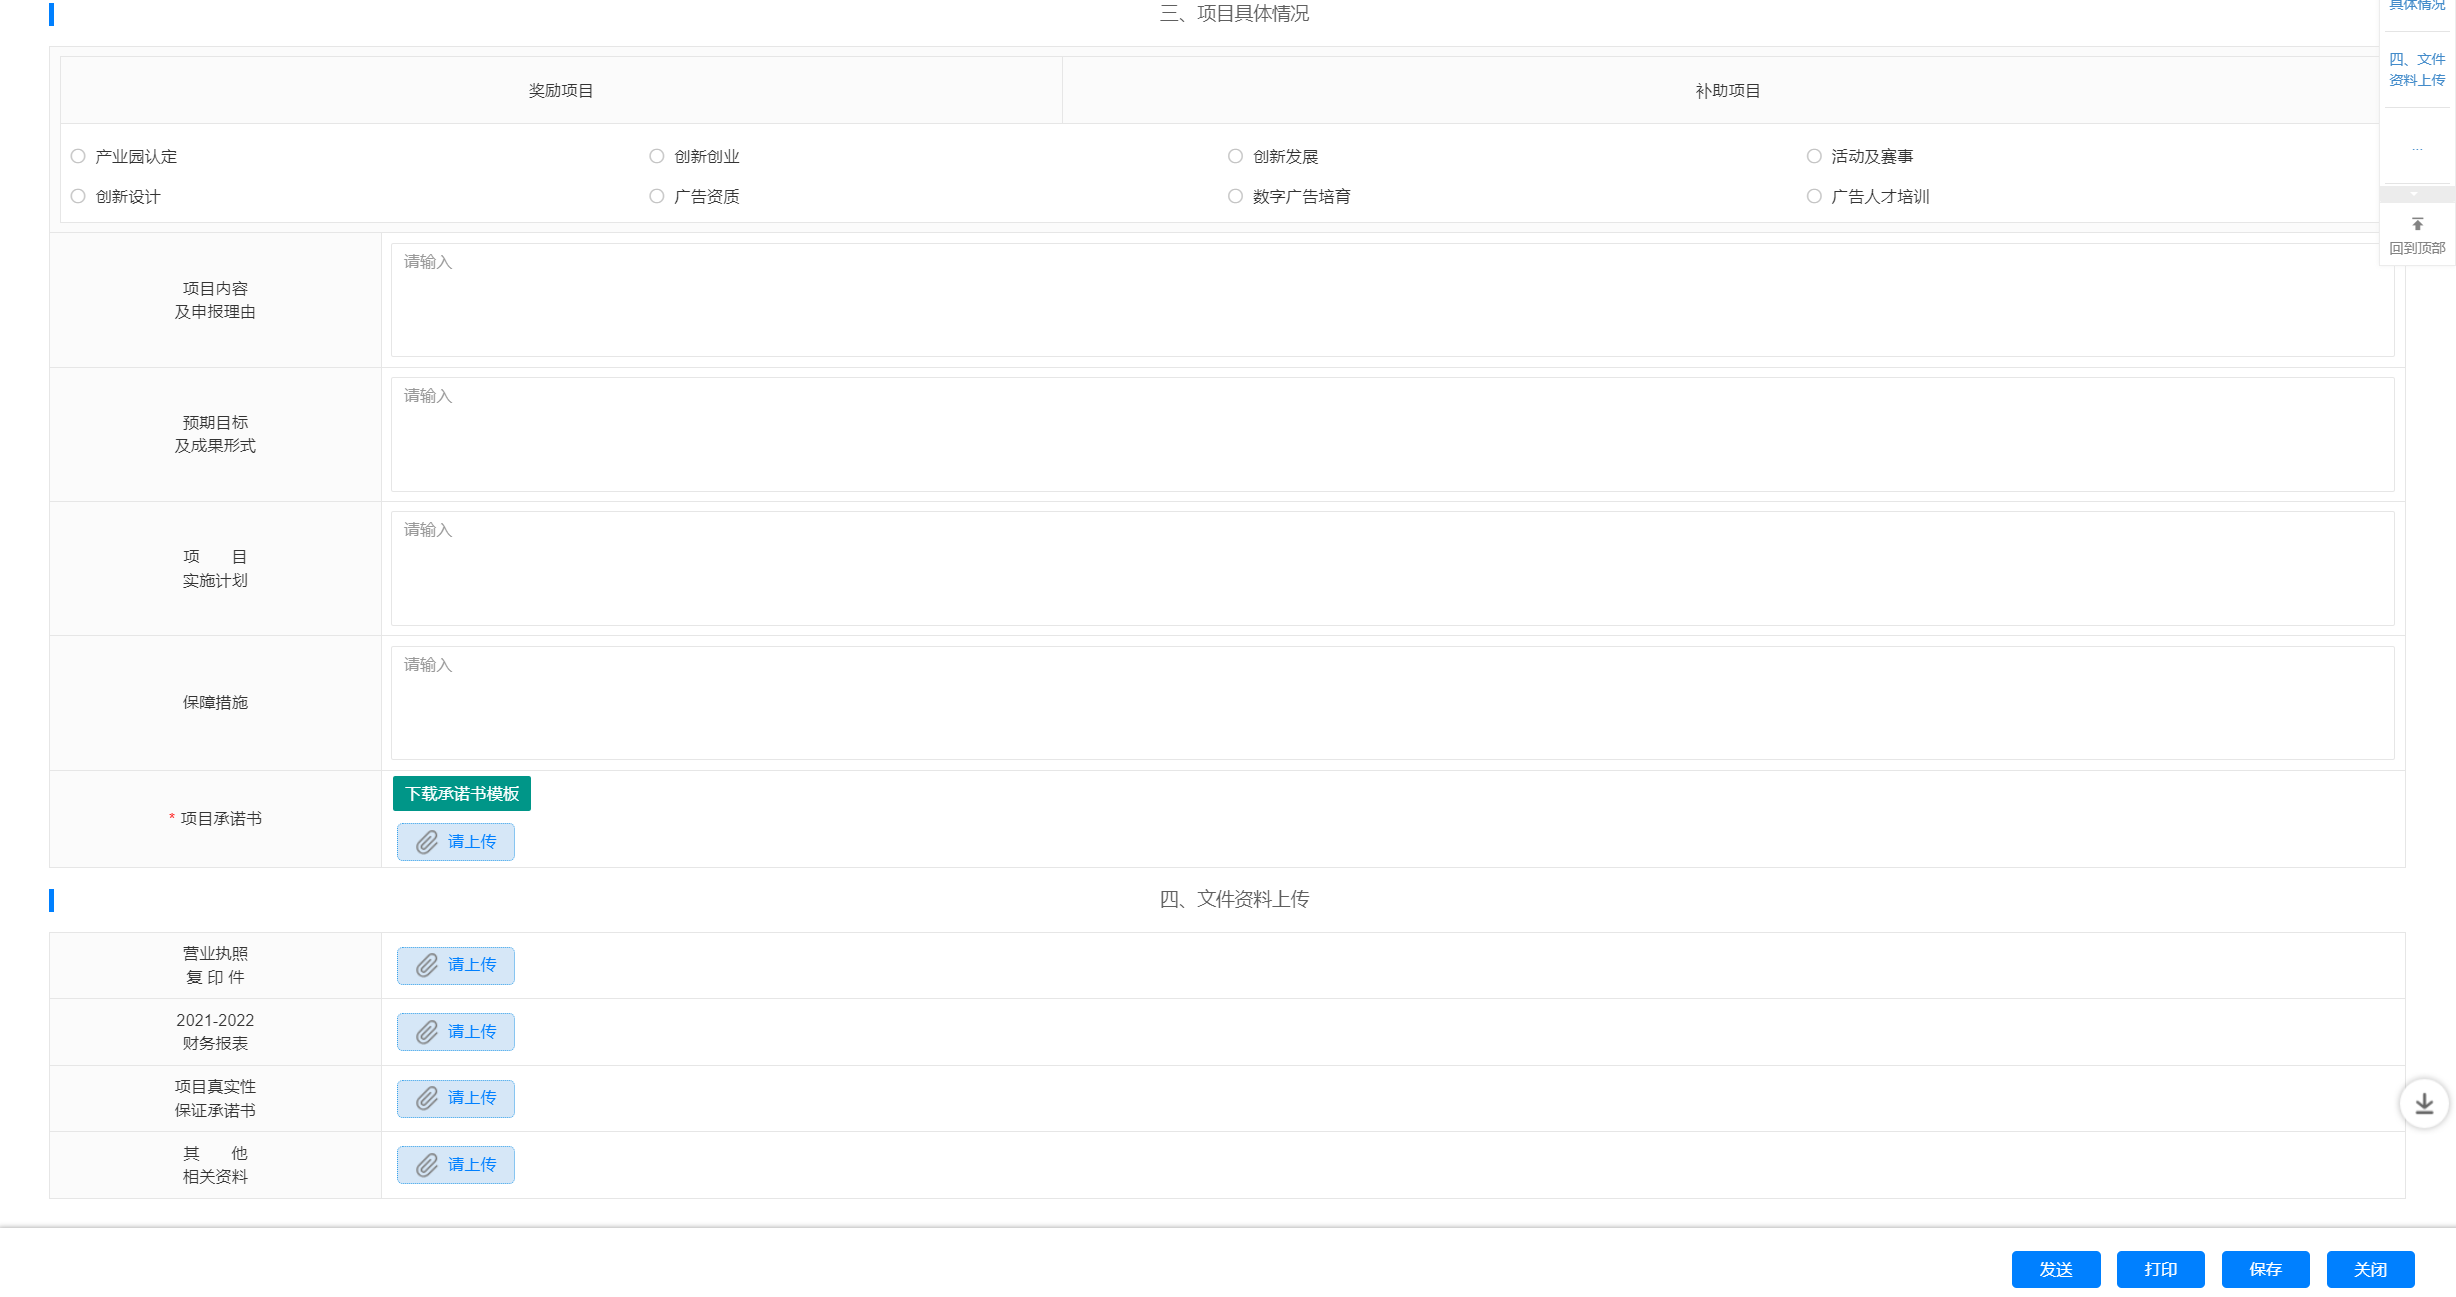 三、项目具体情况
具体情况
四、文件
资料上传
...
回到顶部
奖励项目
补助项目
产业园认定
创新创业
创新发展
活动及赛事
创新设计
广告资质
数字广告培育
广告人才培训
项目内容
及申报理由
请输入
预期目标
及成果形式
请输入
项 目
实施计划
请输入
保障措施
请输入
* 项目承诺书
下载承诺书模板
请上传
四、文件资料上传
营业执照
复 印 件
请上传
2021-2022
财务报表
请上传
项目真实性
保证承诺书
请上传
其 他
相关资料
请上传
发送
打印
保存
关闭